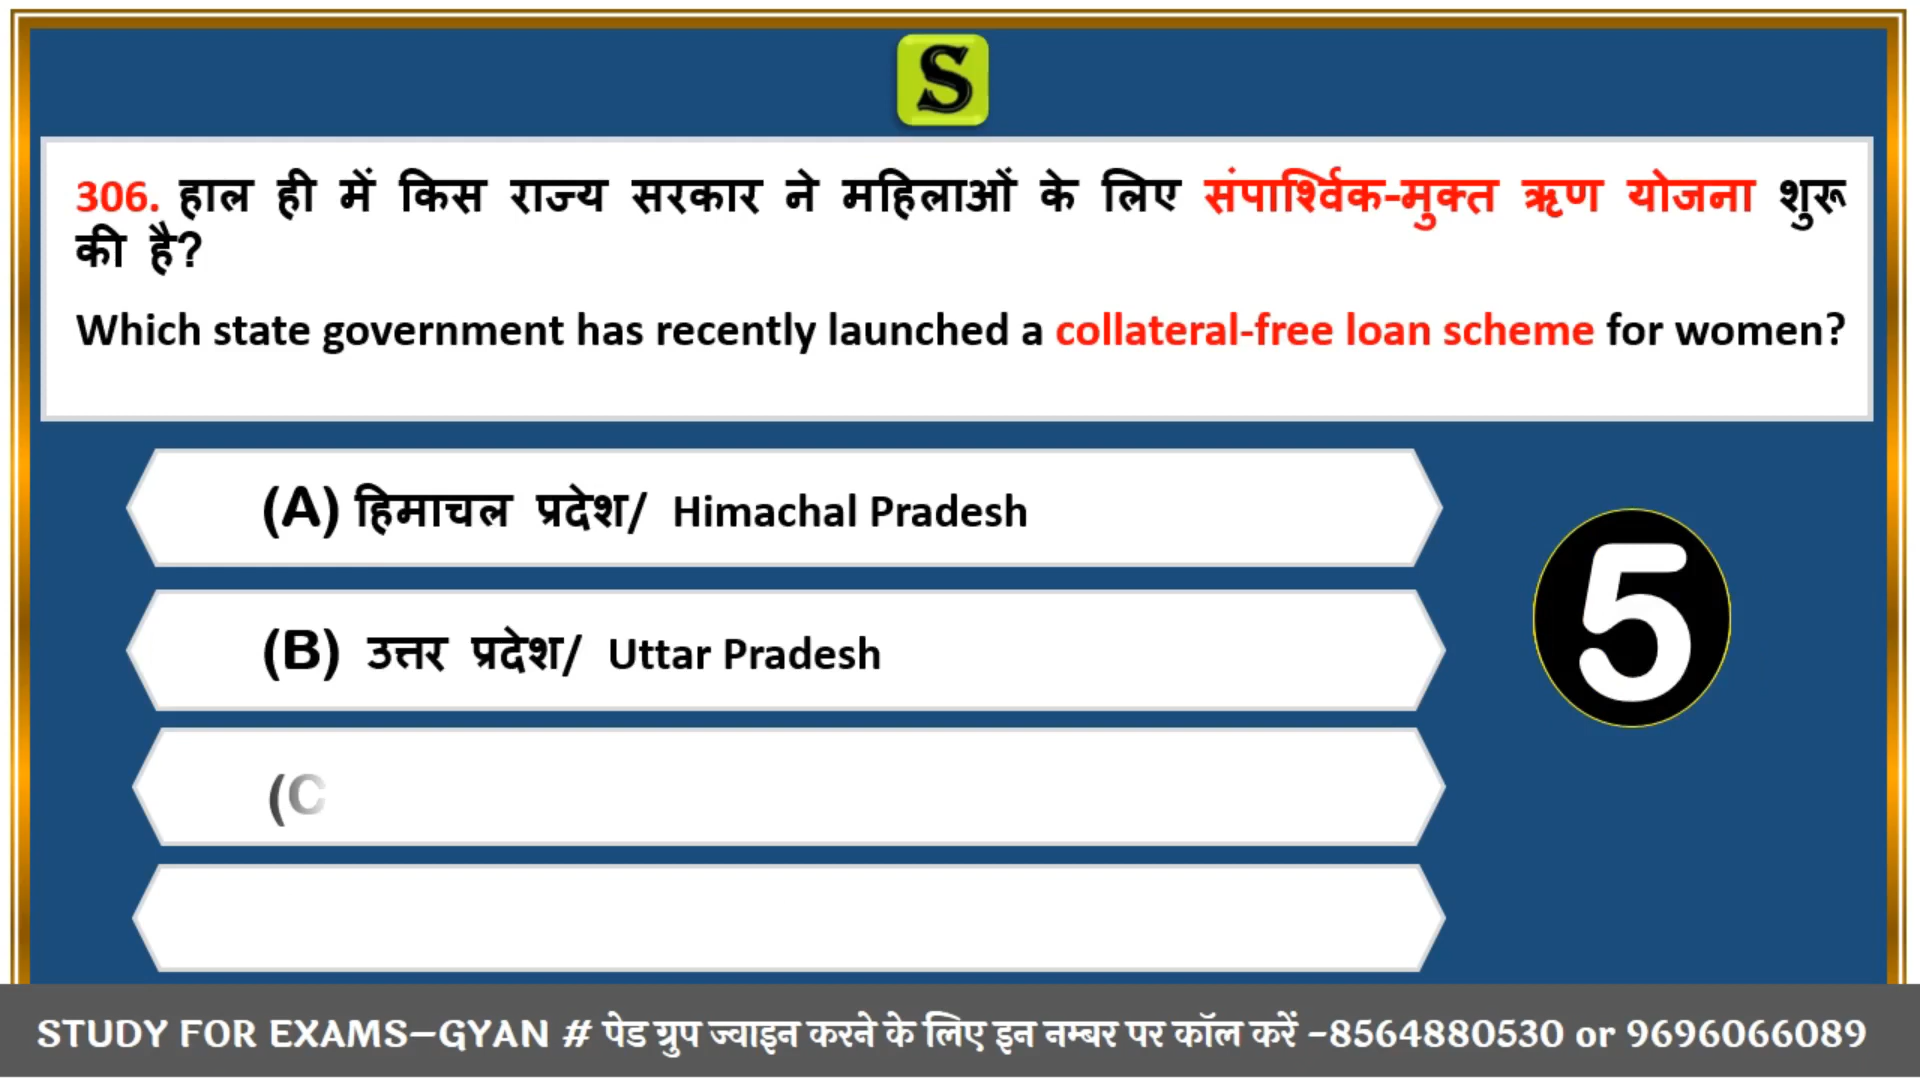 S
306. हाल ही में किस राज्य सरकार ने महिलाओं के लिए संपार्श्विक-मुक्त ऋण योजना शुरू
की है?
Which state government has recently launched a collateral-free loan scheme for women?
(A) हिमाचल प्रदेश/ Himachal Pradesh
(B) उत्तर प्रदेश/ Uttar Pradesh
5
(C
STUDY FOR EXAMS–GYAN # पेड ग्रुप ज्वाइन करने के लिए इन नम्बर पर कॉल करें –8564880530 or 9696066089